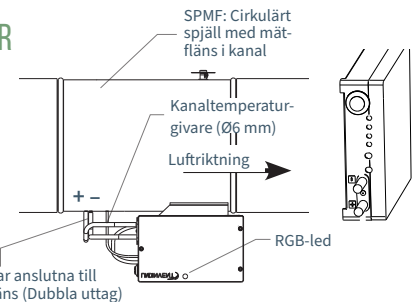 R
SPMF: Cirkulärt
spjäll med mät-
fläns i kanal
Kanaltemperatur-
givare (Ø6 mm)
Luftriktning
+ –
RGB-led
ar anslutna till
äns (Dubbla uttag)